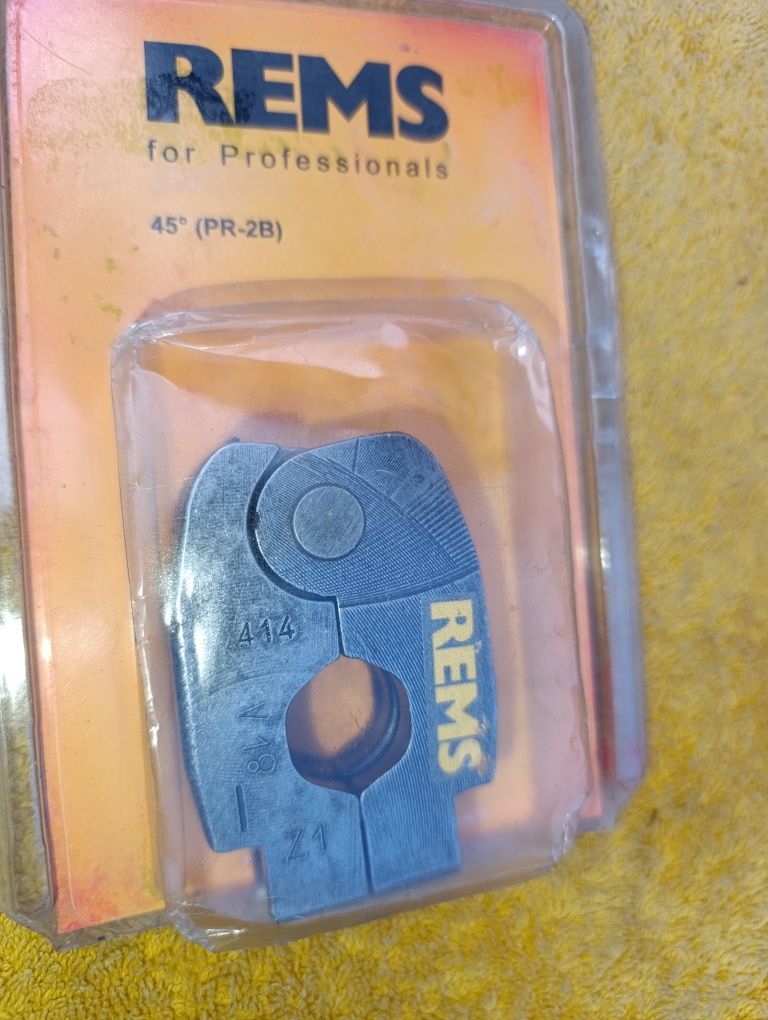 REMS
for Professionals
45° (PR-2B)
414
V 18
Z1
REMS